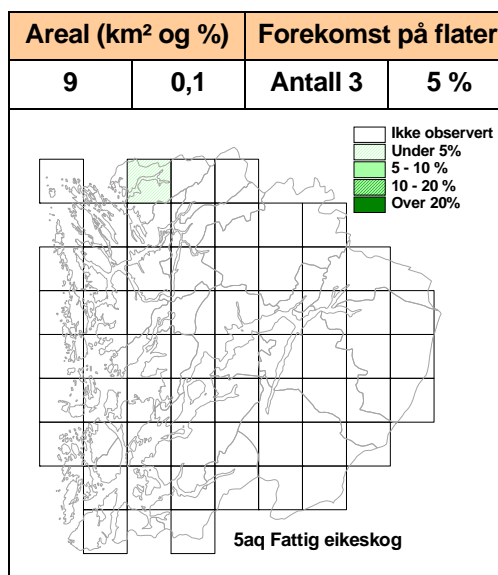 Areal (km² og %) Forekomst på flater
9 0,1 Antall 3 5 %
Ikke observert
Under 5%
5 - 10 %
10 - 20 %
Over 20%
5aq Fattig eikeskog